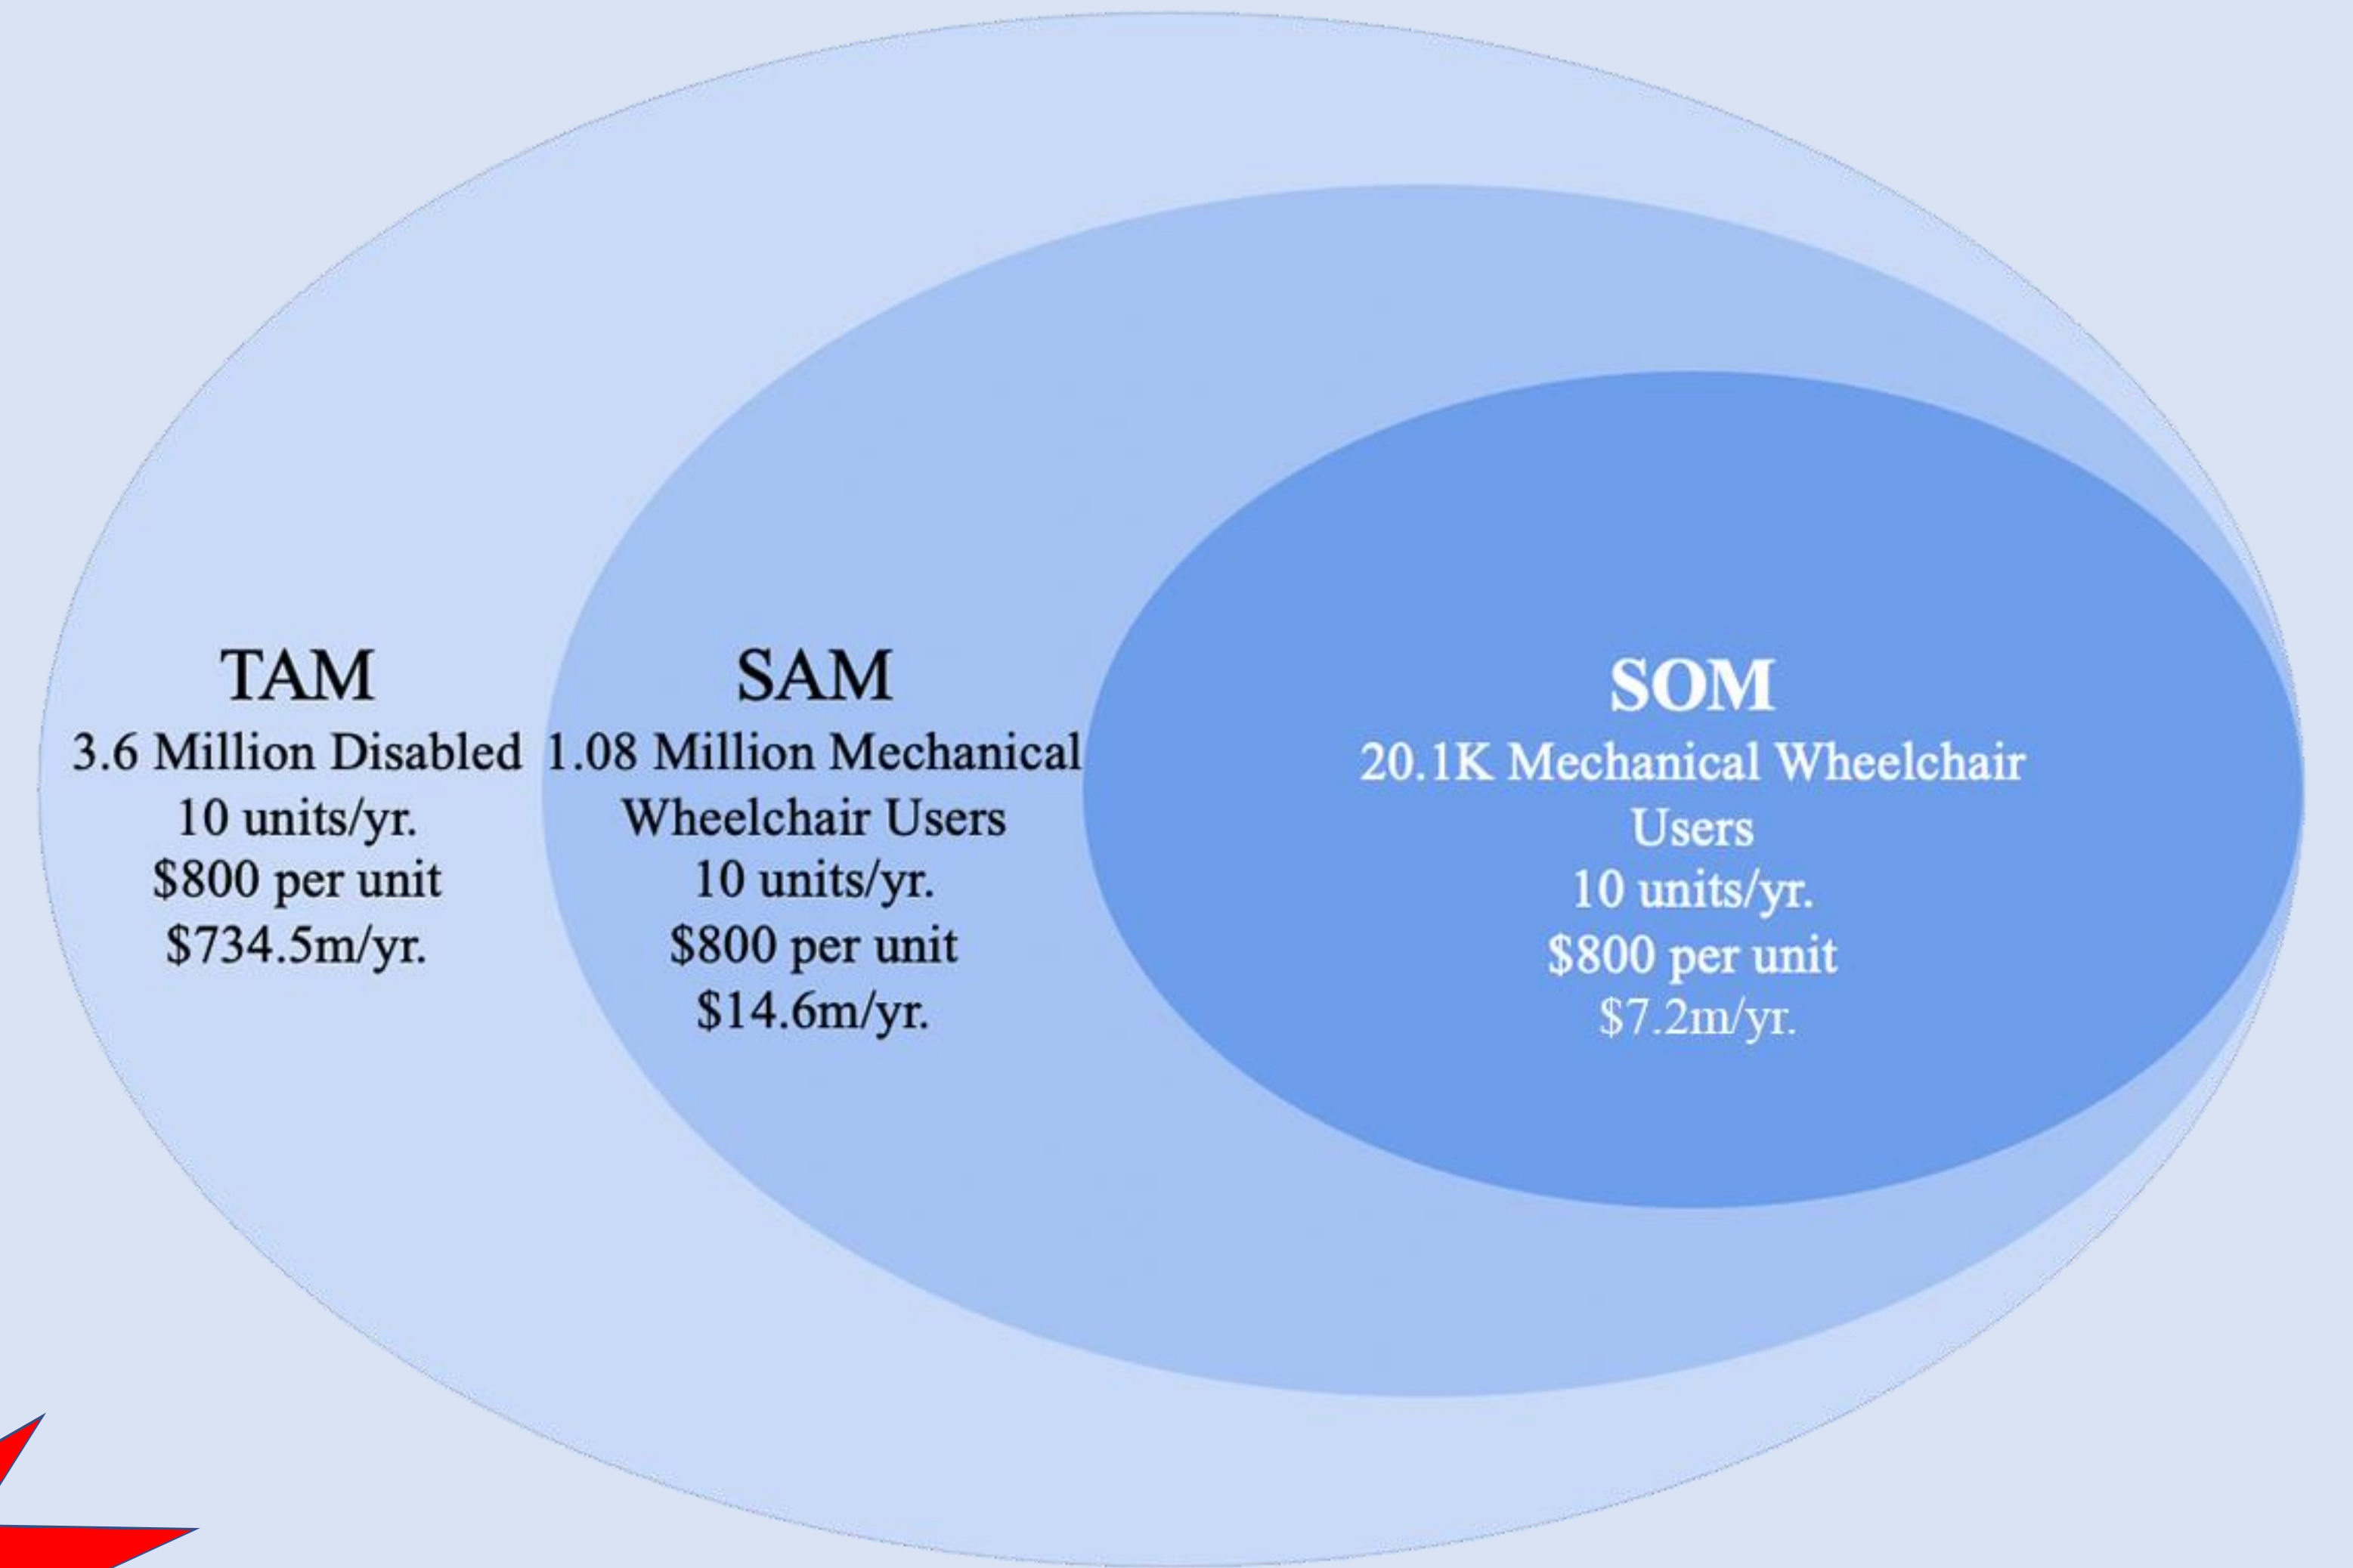 TAM
3.6 Million Disabled
10 units/yr.
$800 per unit
$734.5m/yr.
SAM
1.08 Million Mechanical
Wheelchair Users
10 units/yr.
$800 per unit
$14.6m/yr.
SOM
20.1K Mechanical Wheelchair
Users
10 units/yr.
$800 per unit
$7.2m/yr.